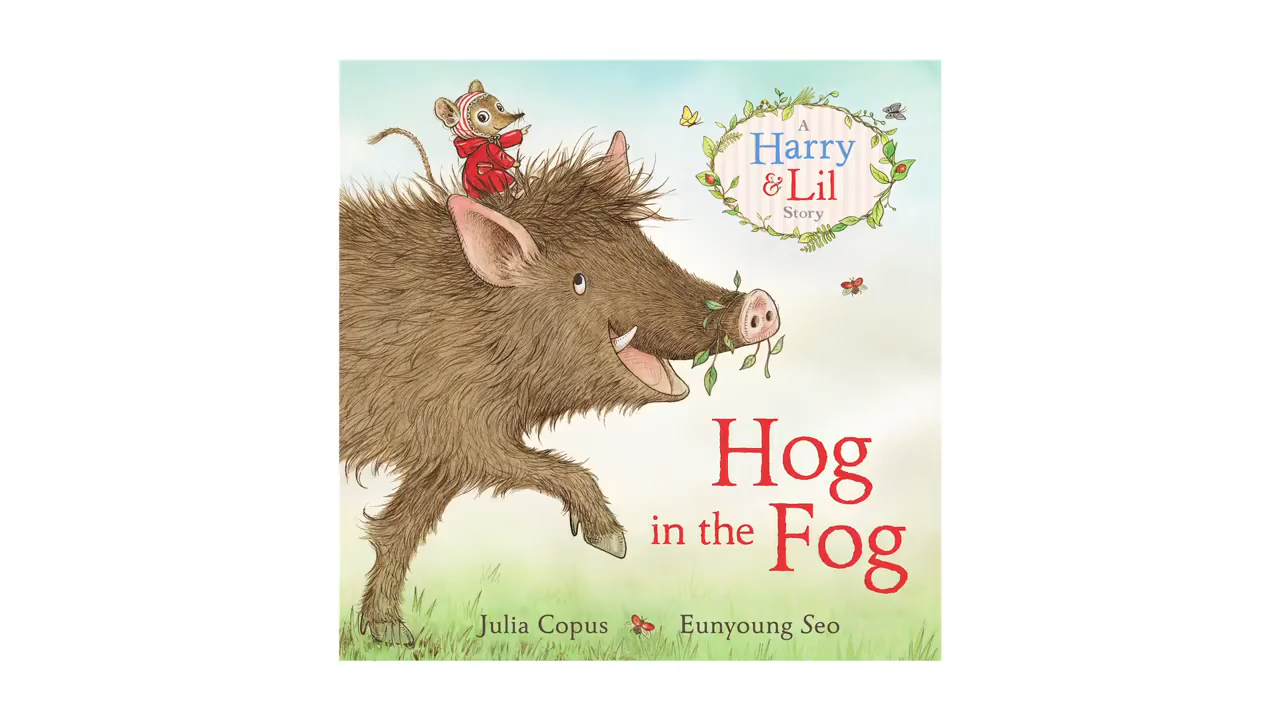 A
Harry
& Lil
Story
Hog
in the Fog
Julia Copus
Eunyoung Seo